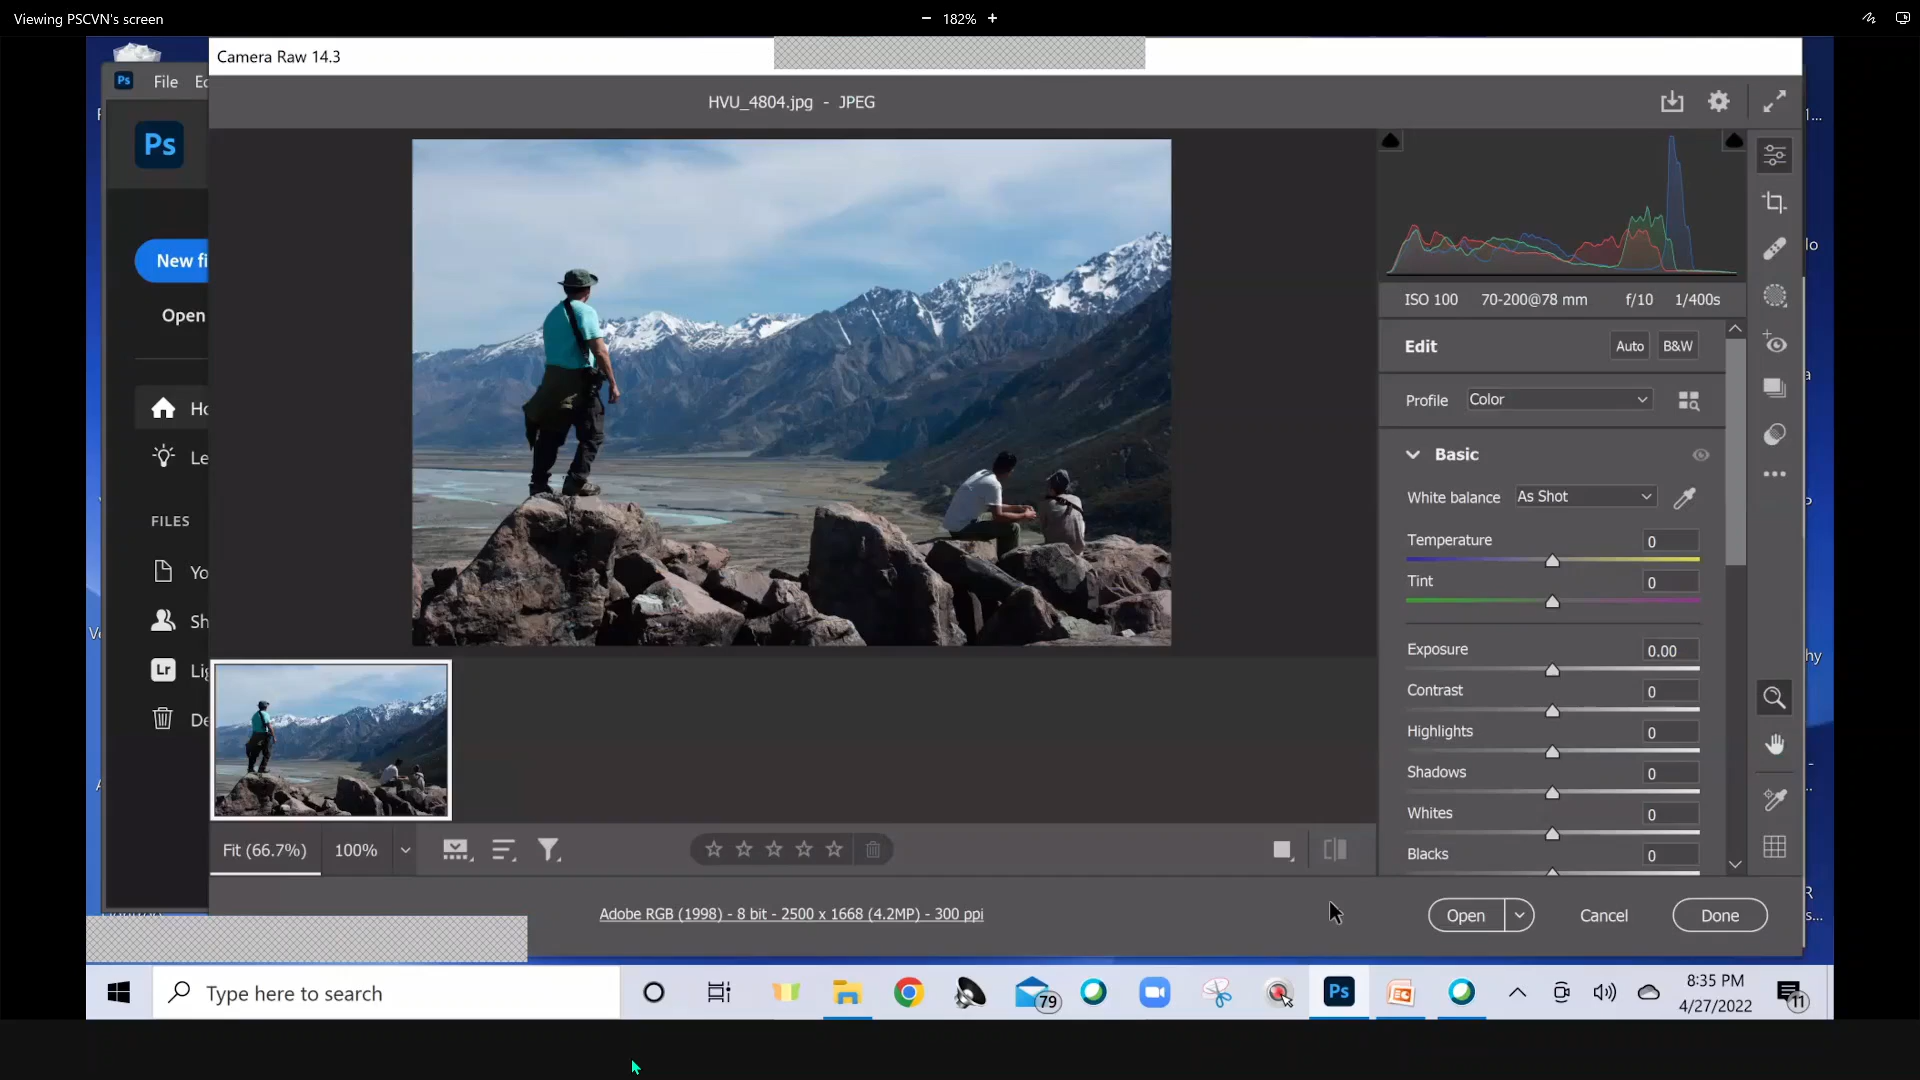 Viewing PSCVN's screen
182%
Camera Raw 14.3
Ps File
HVU_4804.jpg - JPEG
Ps
New fi
Open
FILES
Lr
ISO 100 70-200@78 mm f/10 1/400s
Edit Auto B&W
Profile Color
Basic
White balance As Shot
Temperature 0
Tint 0
Exposure 0.00
Contrast 0
Highlights 0
Shadows 0
Whites 0
Blacks 0
Fit (66.7%) 100%
Adobe RGB (1998) - 8 bit - 2500 x 1668 (4.2MP) - 300 ppi
Open Cancel Done
Type here to search
79
Ps
8:35 PM
4/27/2022
11